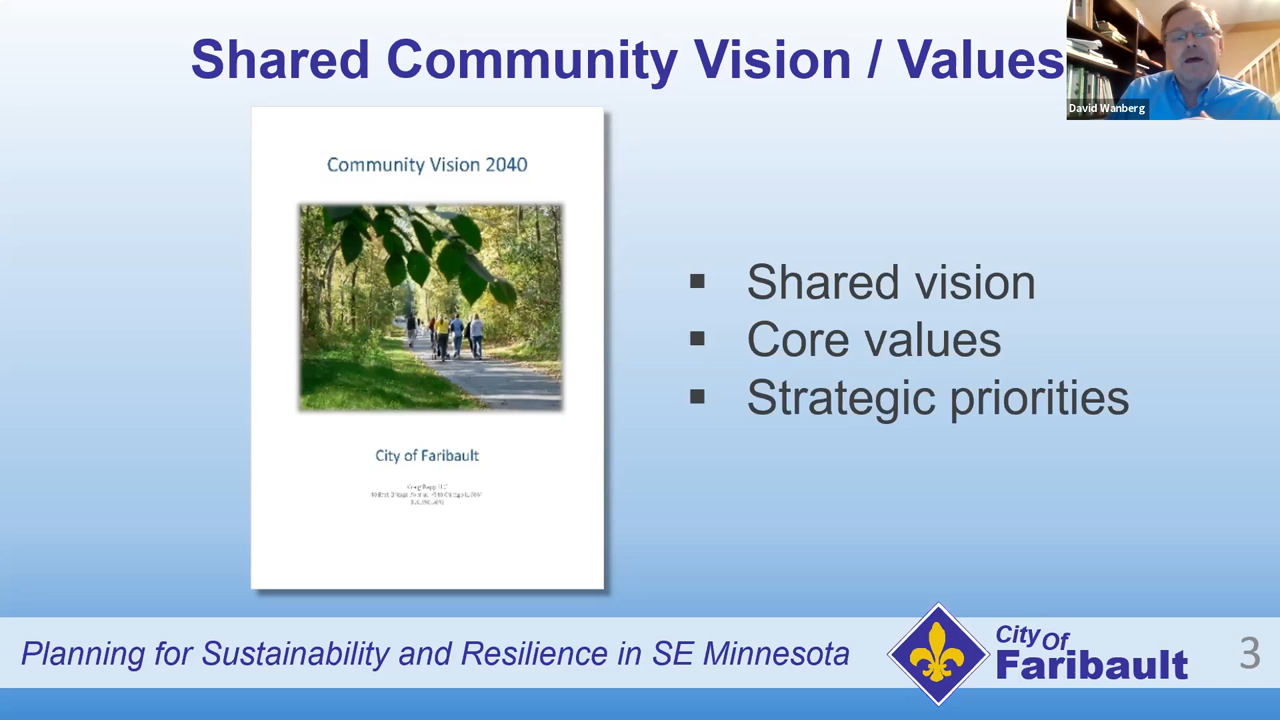 Shared Community Vision / Values
David Wanberg
Community Vision 2040
City of Faribault
▪ Shared vision
▪ Core values
▪ Strategic priorities
Planning for Sustainability and Resilience in SE Minnesota
City Of
Faribault
3